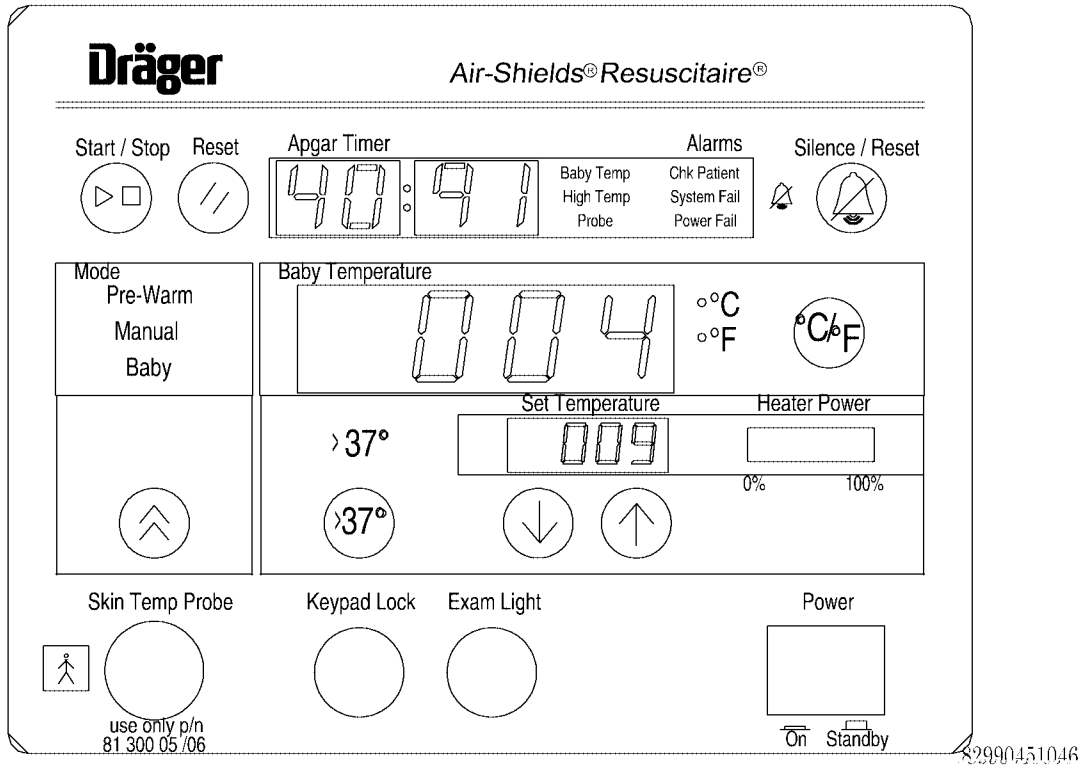 Dräger
Air-Shields® Resuscitaire®
Start / Stop Reset Apgar Timer Alarms Silence / Reset
40:91
Baby Temp Chk Patient
High Temp System Fail
Probe Power Fail
Mode
Pre-Warm
Manual
Baby
Baby Temperature
004
°C
°F
°C/°F
Set Temperature Heater Power
>37°
009
0% 100%
>37°
Skin Temp Probe Keypad Lock Exam Light Power
use only p/n
81 300 05 /06
On Standby
82990451046